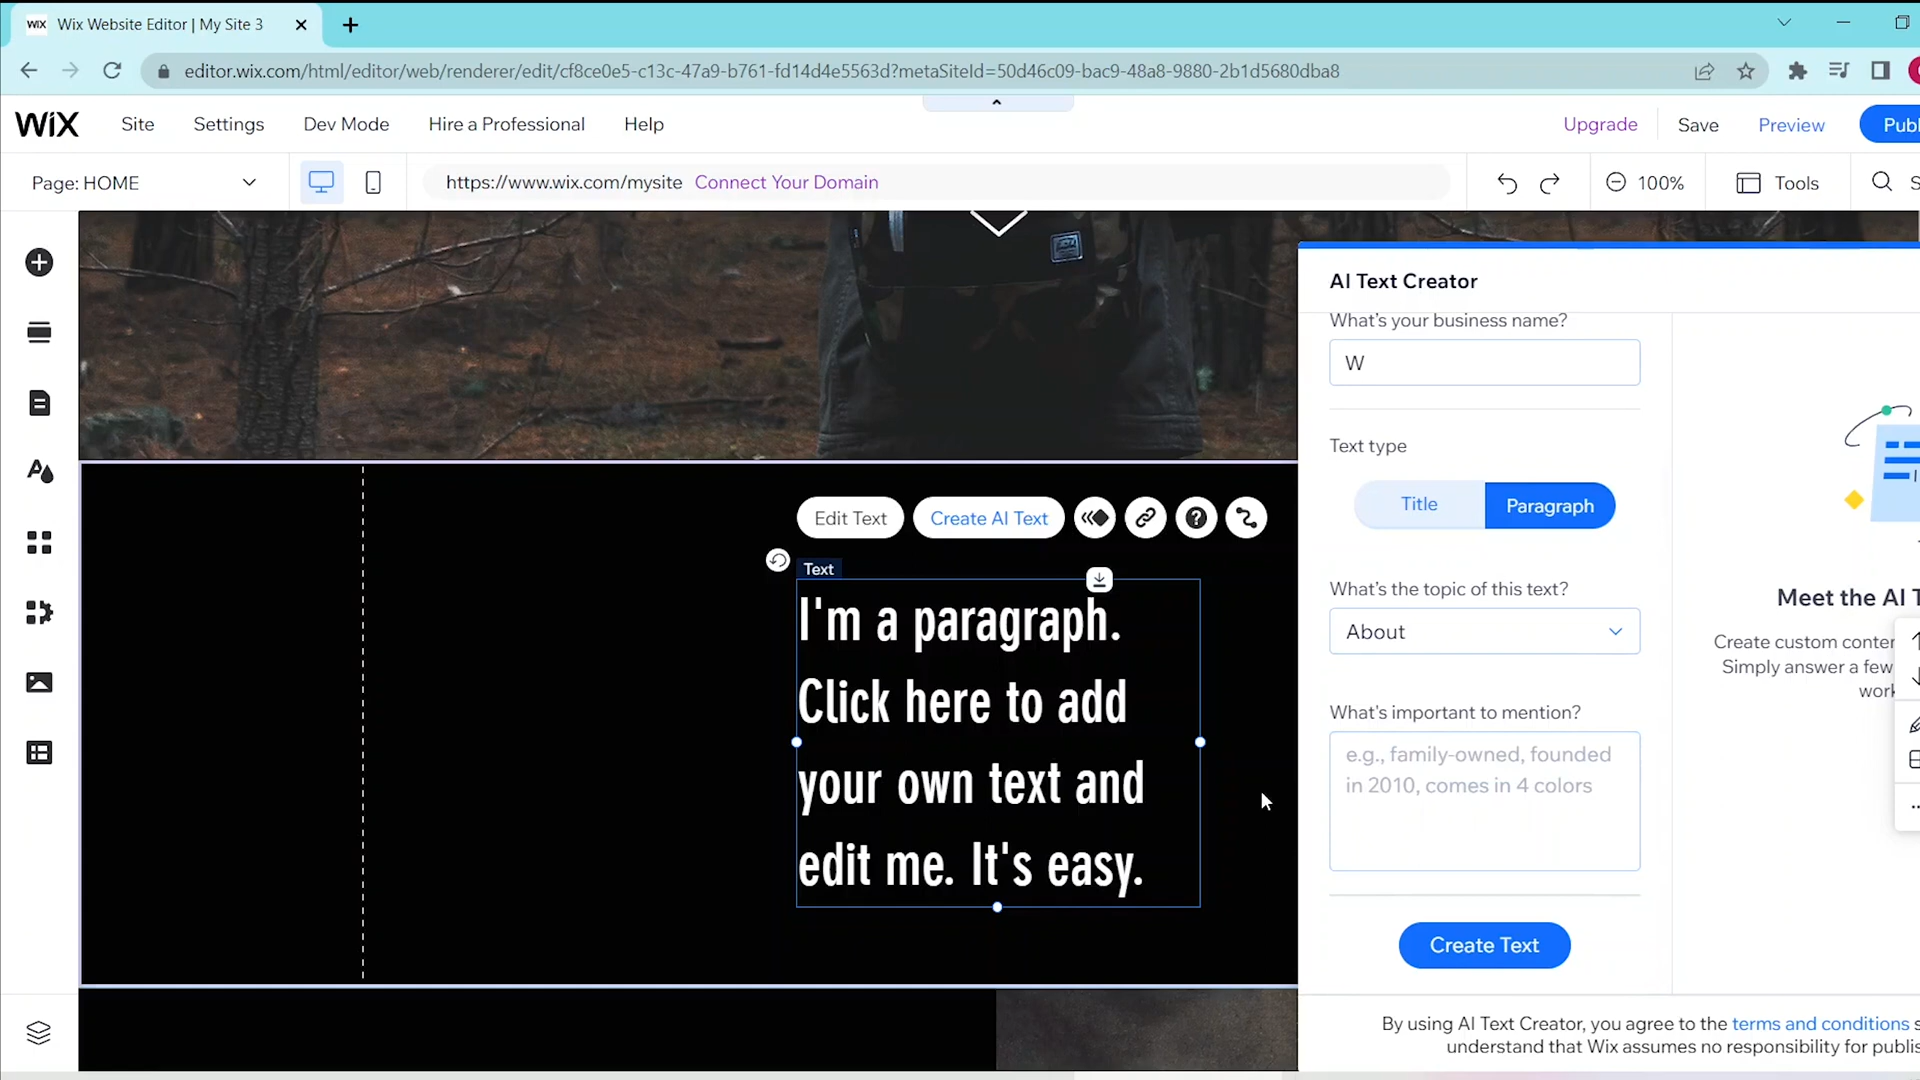 WiX Wix Website Editor | My Site 3
editor.wix.com/html/editor/web/renderer/edit/cf8ce0e5-c13c-47a9-b761-fd14d4e5563d?metaSiteId=50d46c09-bac9-48a8-9880-2b1d5680dba8
WiX Site Settings Dev Mode Hire a Professional Help Upgrade Save Preview Publ
Page: HOME https://www.wix.com/mysite Connect Your Domain 100% Tools S
AI Text Creator
What's your business name?
W
Text type
Title Paragraph
What's the topic of this text?
About
What's important to mention?
e.g., family-owned, founded
in 2010, comes in 4 colors
Create Text
Meet the AI T
Create custom conten
Simply answer a few
work
By using AI Text Creator, you agree to the terms and conditions s
understand that Wix assumes no responsibility for publis
Edit Text Create AI Text
Text
I'm a paragraph.
Click here to add
your own text and
edit me. It's easy.